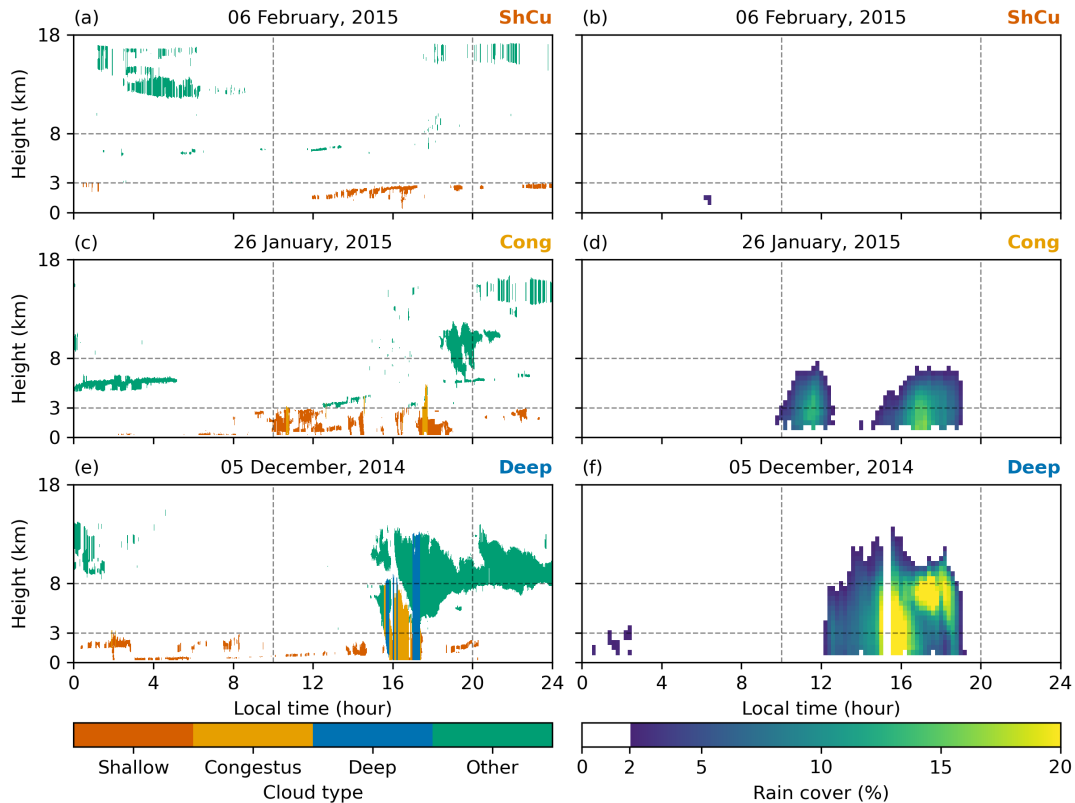 (a) 06 February, 2015 ShCu
(b) 06 February, 2015 ShCu
18
8
3
0
Height (km)
(c) 26 January, 2015 Cong
(d) 26 January, 2015 Cong
18
8
3
0
Height (km)
(e) 05 December, 2014 Deep
(f) 05 December, 2014 Deep
18
8
3
0
Height (km)
0 4 8 12 16 20 24
0 4 8 12 16 20 24
Local time (hour)
Local time (hour)
Shallow Congestus Deep Other
Cloud type
0 2 5 10 15 20
Rain cover (%)